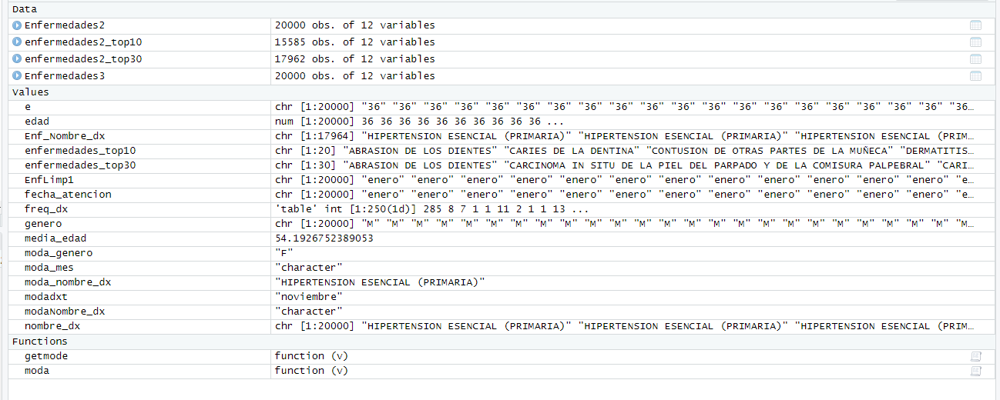 Data
Enfermedades2 20000 obs. of 12 variables
enfermedades2_top10 15585 obs. of 12 variables
enfermedades2_top30 17962 obs. of 12 variables
Enfermedades3 20000 obs. of 12 variables
Values
e chr [1:20000] "36" "36" "36" "36" "36" "36" "36" "36" "36" "36" "36" "36" "36" "36" "36" "36" "36" "36" "36" "36…
edad num [1:20000] 36 36 36 36 36 36 36 36 36 36 ...
Enf_Nombre_dx chr [1:17964] "HIPERTENSION ESENCIAL (PRIMARIA)" "HIPERTENSION ESENCIAL (PRIMARIA)" "HIPERTENSION ESENCIAL (PRIM…
enfermedades_top10 chr [1:20] "ABRASION DE LOS DIENTES" "CARIES DE LA DENTINA" "CONTUSION DE OTRAS PARTES DE LA MUÑECA" "DERMATITIS…
enfermedades_top30 chr [1:30] "ABRASION DE LOS DIENTES" "CARCINOMA IN SITU DE LA PIEL DEL PARPADO Y DE LA COMISURA PALPEBRAL" "CARI…
EnfLimp1 chr [1:20000] "enero" "enero" "enero" "enero" "enero" "enero" "enero" "enero" "enero" "enero" "enero" "enero" "e…
fecha_atencion chr [1:20000] "enero" "enero" "enero" "enero" "enero" "enero" "enero" "enero" "enero" "enero" "enero" "enero" "e…
freq_dx 'table' int [1:250(1d)] 285 8 7 1 1 11 2 1 1 13 ...
genero chr [1:20000] "M" "M" "M" "M" "M" "M" "M" "M" "M" "M" "M" "M" "M" "M" "M" "M" "M" "M" "M" "M" "M" "M" "M" "M" "M…
media_edad 54.1926752389053
moda_genero "F"
moda_mes "character"
moda_nombre_dx "HIPERTENSION ESENCIAL (PRIMARIA)"
modadxt "noviembre"
modaNombre_dx "character"
nombre_dx chr [1:20000] "HIPERTENSION ESENCIAL (PRIMARIA)" "HIPERTENSION ESENCIAL (PRIMARIA)" "HIPERTENSION ESENCIAL (PRIM…
Functions
getmode function (v)
moda function (v)